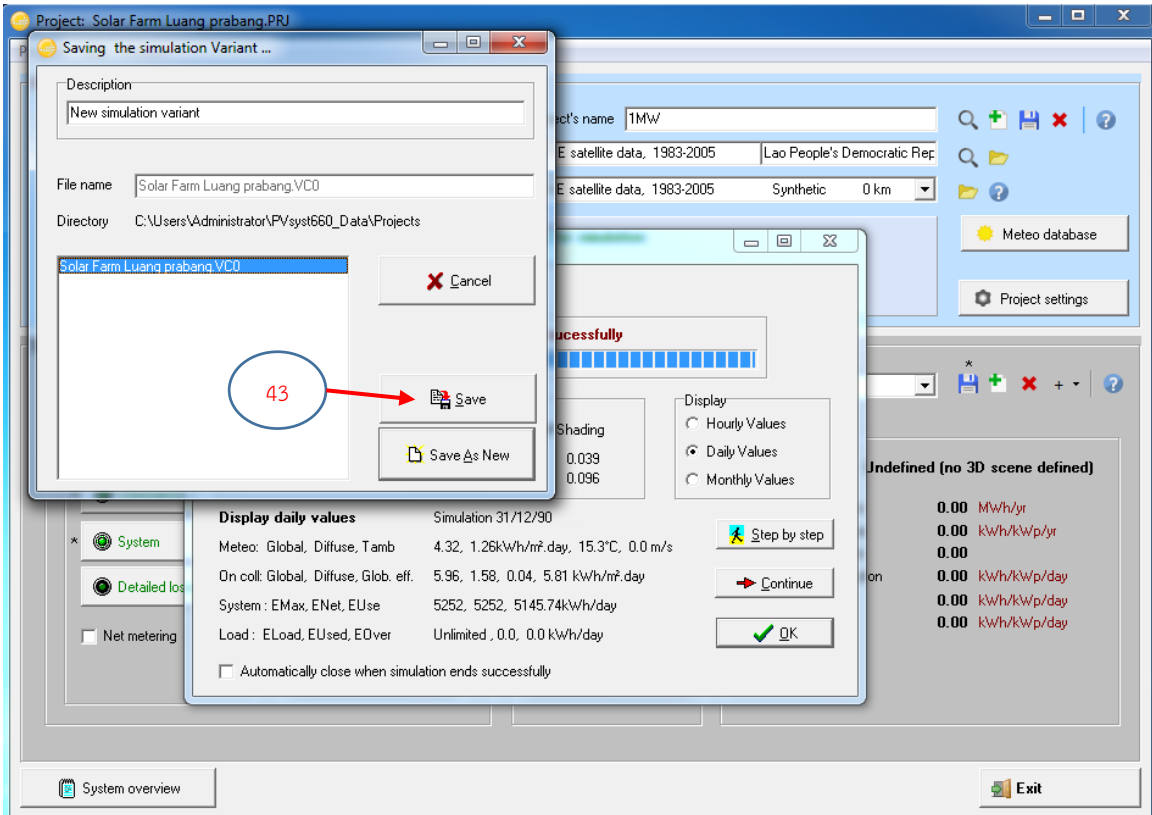 Project: Solar Farm Luang prabang.PRJ
Saving the simulation Variant ...
Description
New simulation variant
File name Solar Farm Luang prabang.VC0
Directory C:\Users\Administrator\PVsyst660_Data\Projects
Solar Farm Luang prabang.VC0
Cancel
43
Save
Save As New
ect's name 1MW
E satellite data, 1983-2005 Lao People's Democratic Rep
E satellite data, 1983-2005 Synthetic 0 km
Meteo database
Project settings
ucessfully
Shading
0.039
0.096
Display
Hourly Values
Daily Values
Monthly Values
* 
+
Undefined (no 3D scene defined)
0.00 MWh/yr
0.00 kWh/kWp/yr
0.00
on 0.00 kWh/kWp/day
0.00 kWh/kWp/day
0.00 kWh/kWp/day
* System
Detailed los
Net metering
Display daily values Simulation 31/12/90
Meteo: Global, Diffuse, Tamb 4.32, 1.26kWh/m².day, 15.3°C, 0.0 m/s
On coll: Global, Diffuse, Glob. eff. 5.96, 1.58, 0.04, 5.81 kWh/m².day
System : EMax, ENet, EUse 5252, 5252, 5145.74kWh/day
Load : ELoad, EUsed, EOver Unlimited , 0.0, 0.0 kWh/day
Automatically close when simulation ends successfully
Step by step
Continue
OK
System overview
Exit